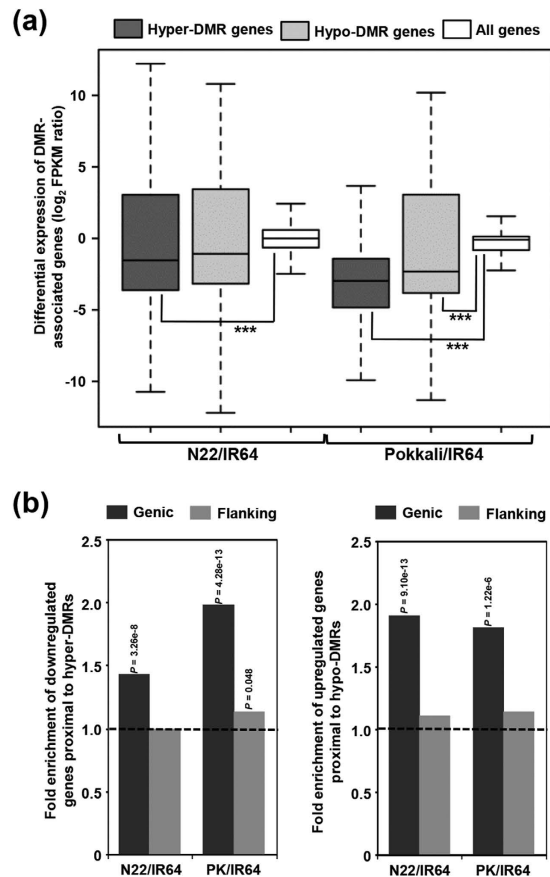 (a)
Hyper-DMR genes Hypo-DMR genes All genes
Differential expression of DMR-
associated genes (log2 FPKM ratio)
10
5
0
-5
-10
***
***
***
N22/IR64 Pokkali/IR64
(b)
Genic Flanking
Fold enrichment of downregulated
genes proximal to hyper-DMRs
2.5
2.0
1.5
1.0
0.5
0
P = 3.26e-8
P = 4.28e-13
P = 0.048
N22/IR64 PK/IR64
Genic Flanking
Fold enrichment of upregulated genes
proximal to hypo-DMRs
2.5
2.0
1.5
1.0
0.5
0
P = 9.10e-13
P = 1.22e-6
N22/IR64 PK/IR64